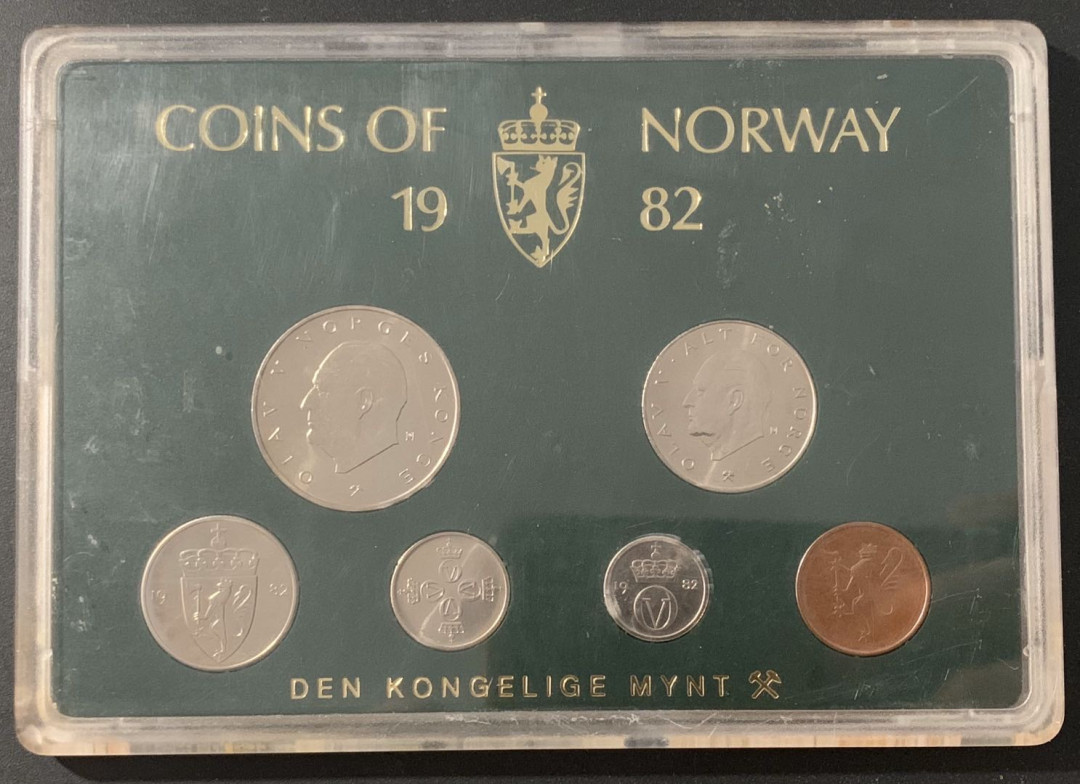 COINS OF NORWAY
19 82
OLAV V · NORGES KONGE
OLAV V · ALT FOR NORGE
19 82
19 82
V
DEN KONGELIGE MYNT